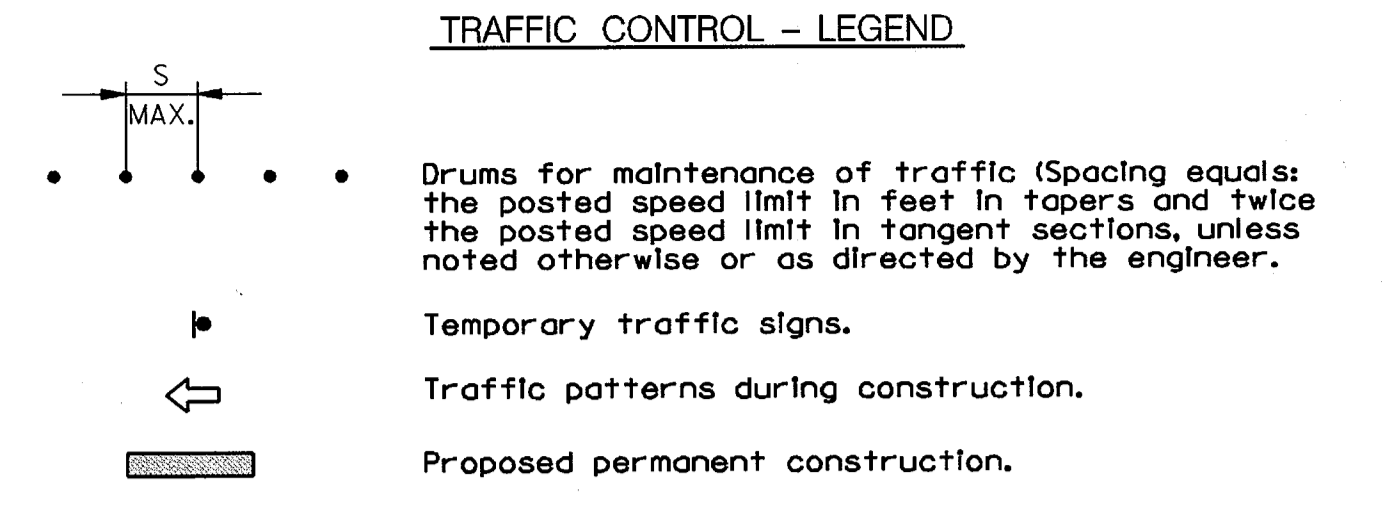 TRAFFIC CONTROL – LEGEND
S
MAX.
Drums for maintenance of traffic (Spacing equals:
the posted speed limit in feet in tapers and twice
the posted speed limit in tangent sections, unless
noted otherwise or as directed by the engineer.
Temporary traffic signs.
Traffic patterns during construction.
Proposed permanent construction.